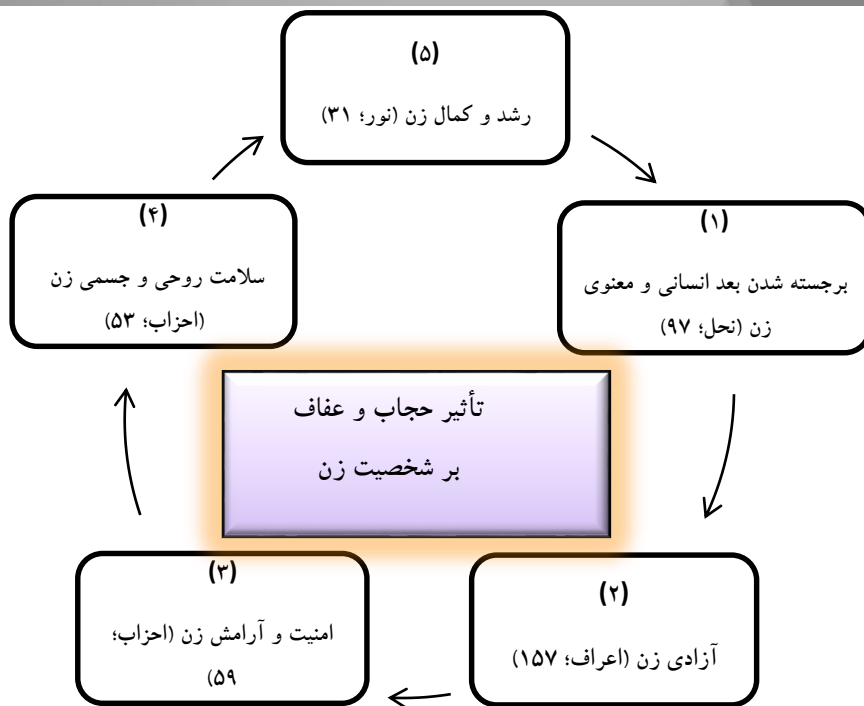 (۵)
رشد و کمال زن (نور؛ ۳۱)
(۱)
برجسته شدن بعد انسانی و معنوی
زن (نحل؛ ۹۷)
(۲)
آزادی زن (اعراف؛ ۱۵۷)
(۳)
امنیت و آرامش زن (احزاب؛
۵۹)
(۴)
سلامت روحی و جسمی زن
(احزاب؛ ۵۳)
تأثیر حجاب و عفاف
بر شخصیت زن